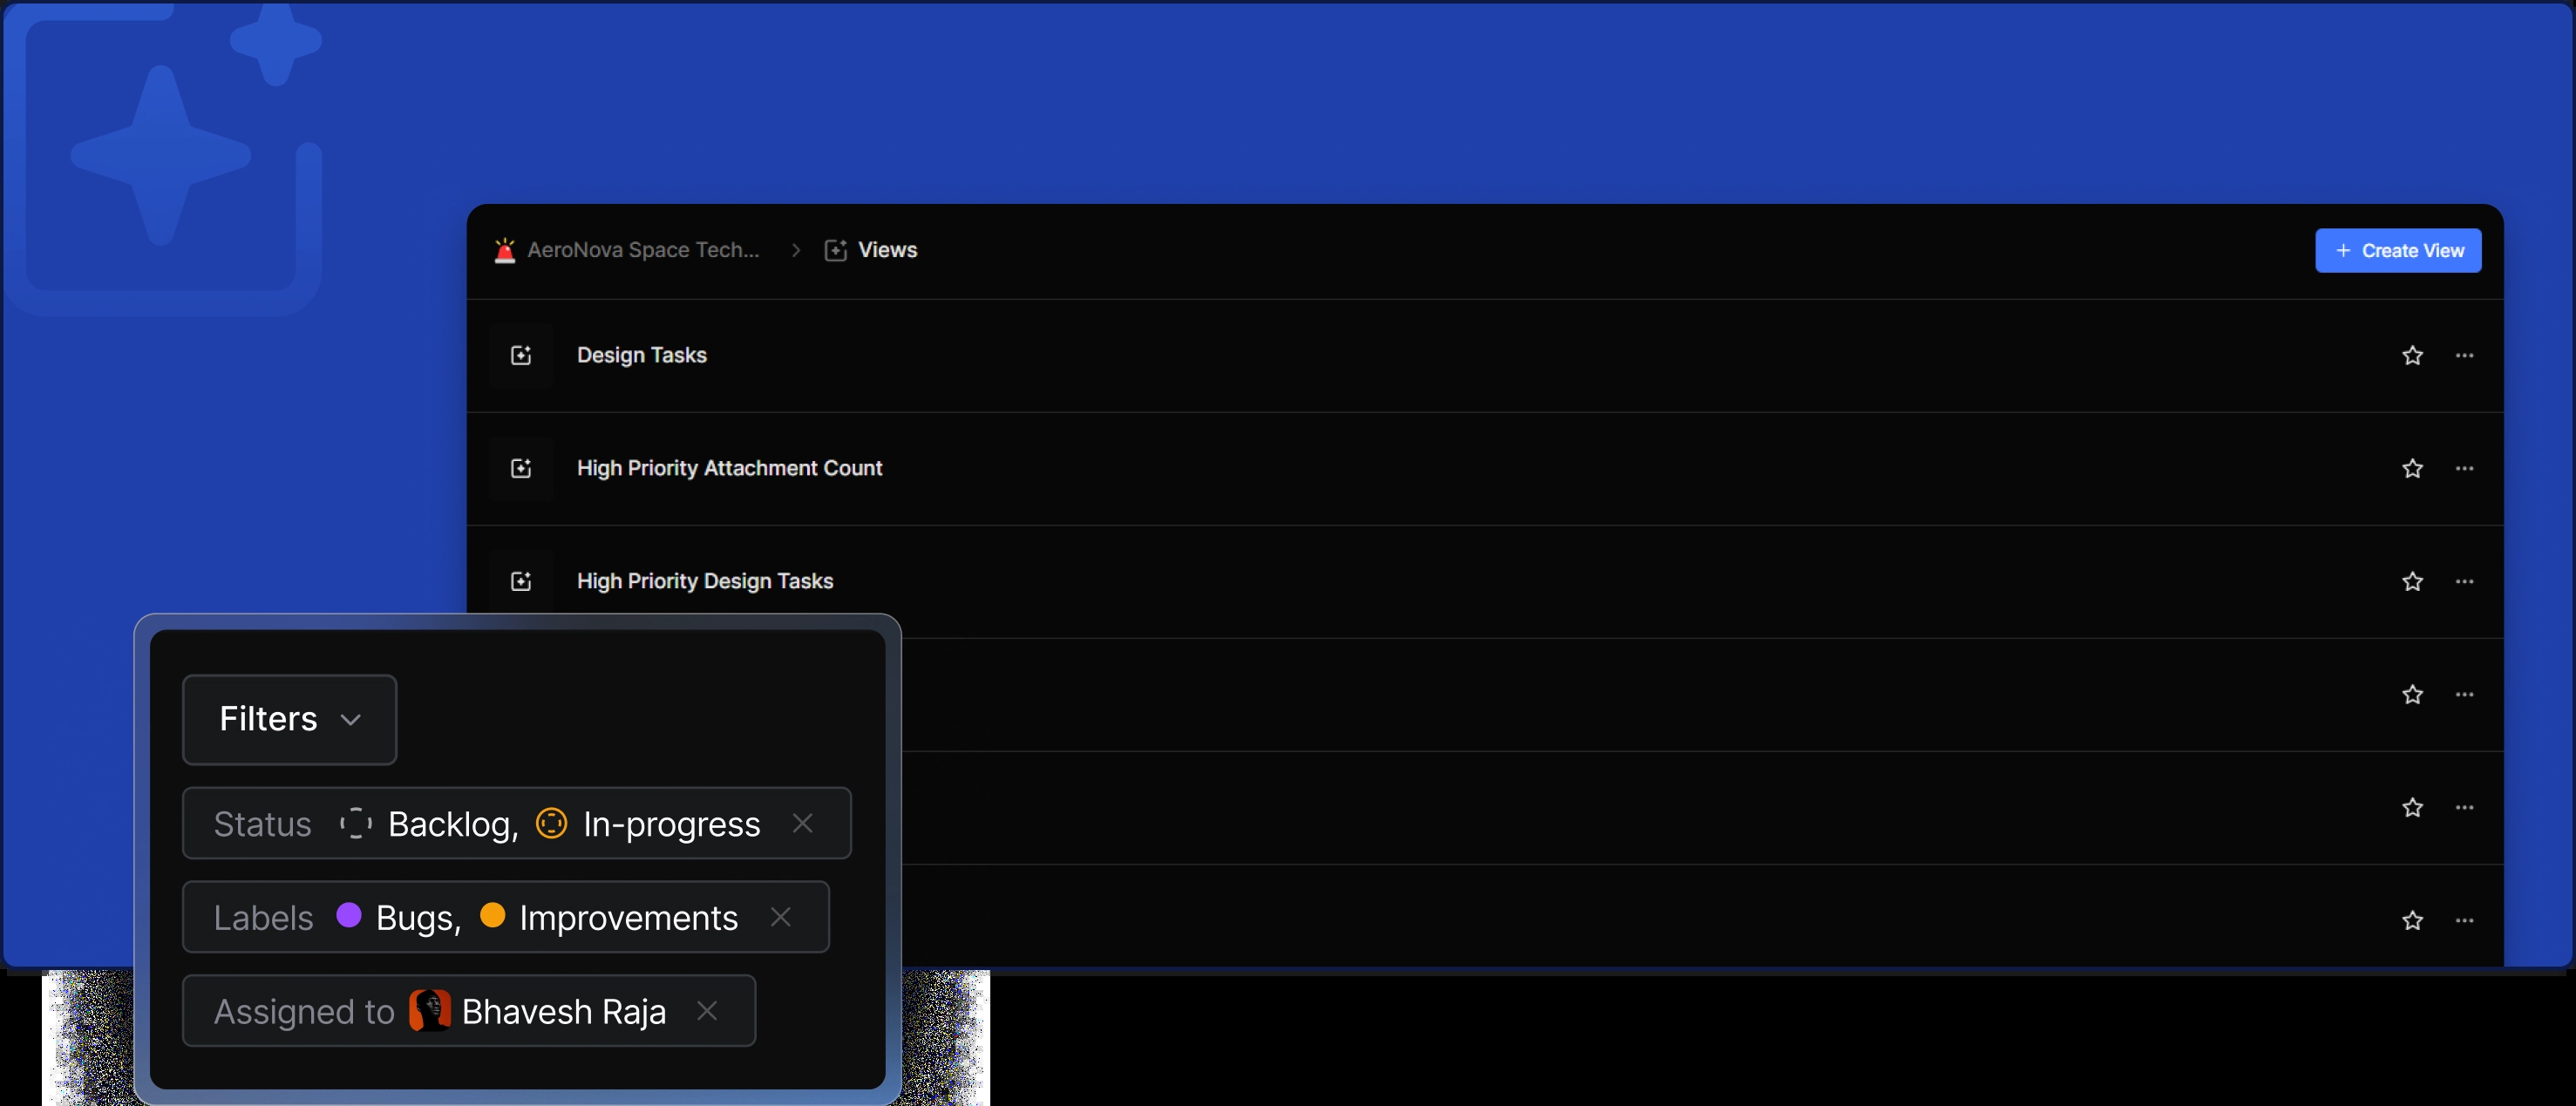 AeroNova Space Tech... > Views
+ Create View
Design Tasks
High Priority Attachment Count
High Priority Design Tasks
Filters
Status Backlog, In-progress
Labels Bugs, Improvements
Assigned to Bhavesh Raja